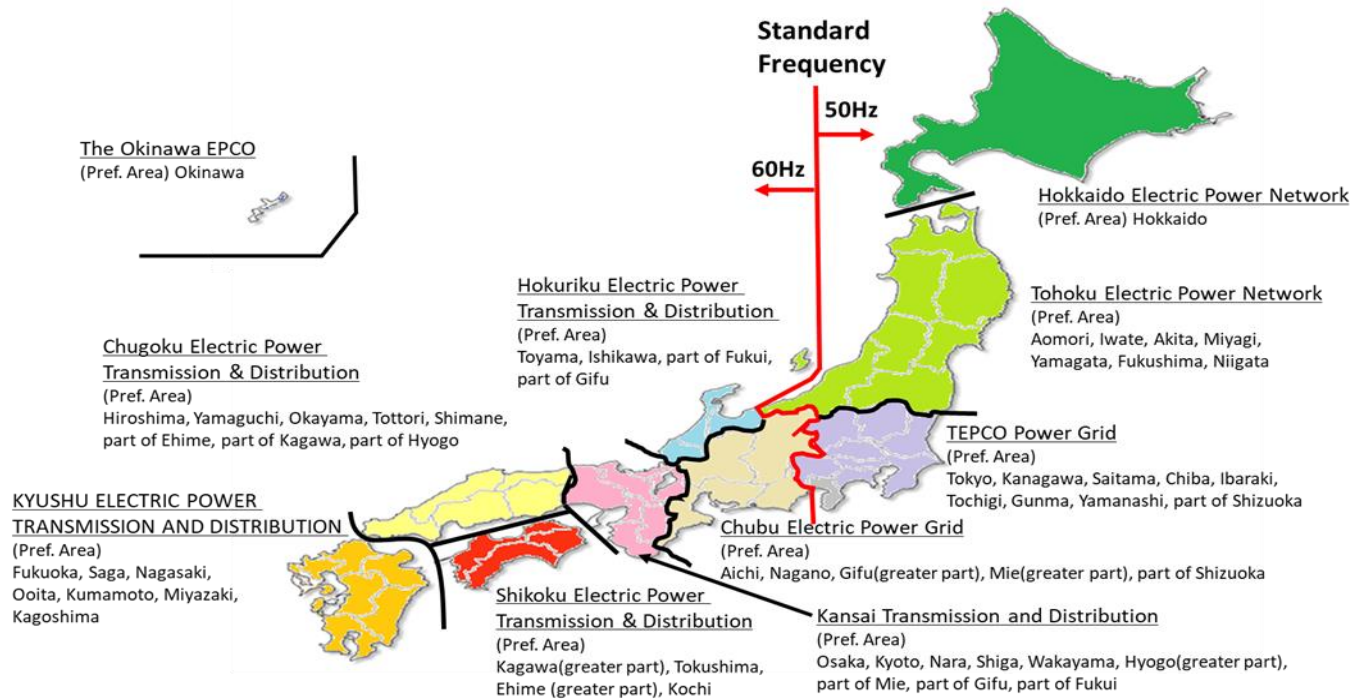 Standard
Frequency
50Hz
60Hz
The Okinawa EPCO
(Pref. Area) Okinawa
Hokkaido Electric Power Network
(Pref. Area) Hokkaido
Hokuriku Electric Power
Transmission & Distribution
(Pref. Area)
Toyama, Ishikawa, part of Fukui,
part of Gifu
Tohoku Electric Power Network
(Pref. Area)
Aomori, Iwate, Akita, Miyagi,
Yamagata, Fukushima, Niigata
Chugoku Electric Power
Transmission & Distribution
(Pref. Area)
Hiroshima, Yamaguchi, Okayama, Tottori, Shimane,
part of Ehime, part of Kagawa, part of Hyogo
TEPCO Power Grid
(Pref. Area)
Tokyo, Kanagawa, Saitama, Chiba, Ibaraki,
Tochigi, Gunma, Yamanashi, part of Shizuoka
KYUSHU ELECTRIC POWER
TRANSMISSION AND DISTRIBUTION
(Pref. Area)
Fukuoka, Saga, Nagasaki,
Ooita, Kumamoto, Miyazaki,
Kagoshima
Chubu Electric Power Grid
(Pref. Area)
Aichi, Nagano, Gifu(greater part), Mie(greater part), part of Shizuoka
Shikoku Electric Power
Transmission & Distribution
(Pref. Area)
Kagawa(greater part), Tokushima,
Ehime (greater part), Kochi
Kansai Transmission and Distribution
(Pref. Area)
Osaka, Kyoto, Nara, Shiga, Wakayama, Hyogo(greater part),
part of Mie, part of Gifu, part of Fukui